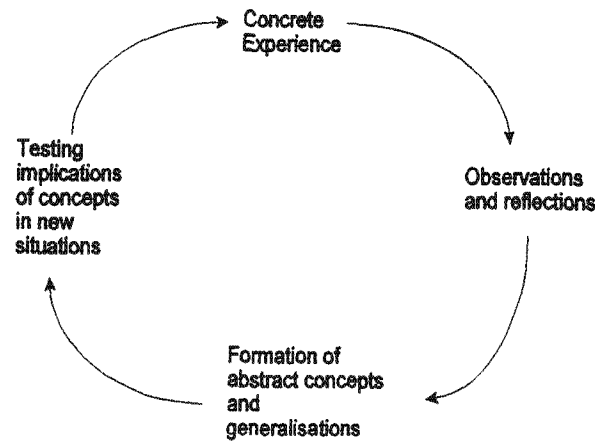 Concrete
Experience
Observations
and reflections
Formation of
abstract concepts
and
generalisations
Testing
implications
of concepts
in new
situations